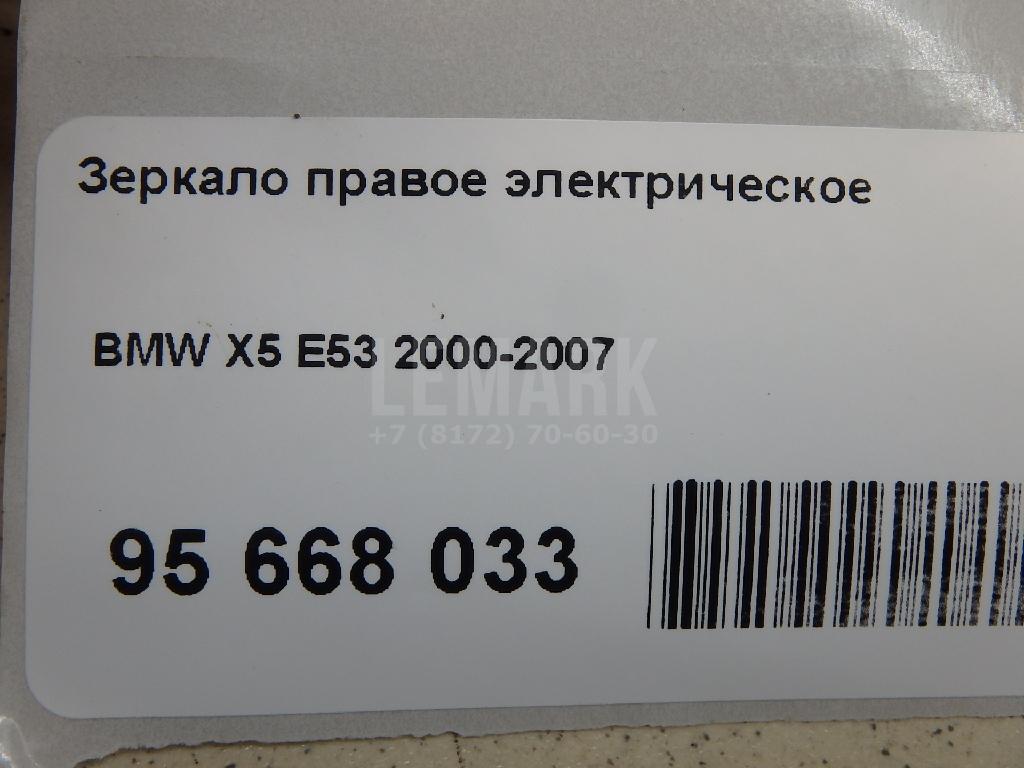 Зеркало правое электрическое
BMW X5 E53 2000-2007
LEMARK
+7 (8172) 70-60-30
95 668 033